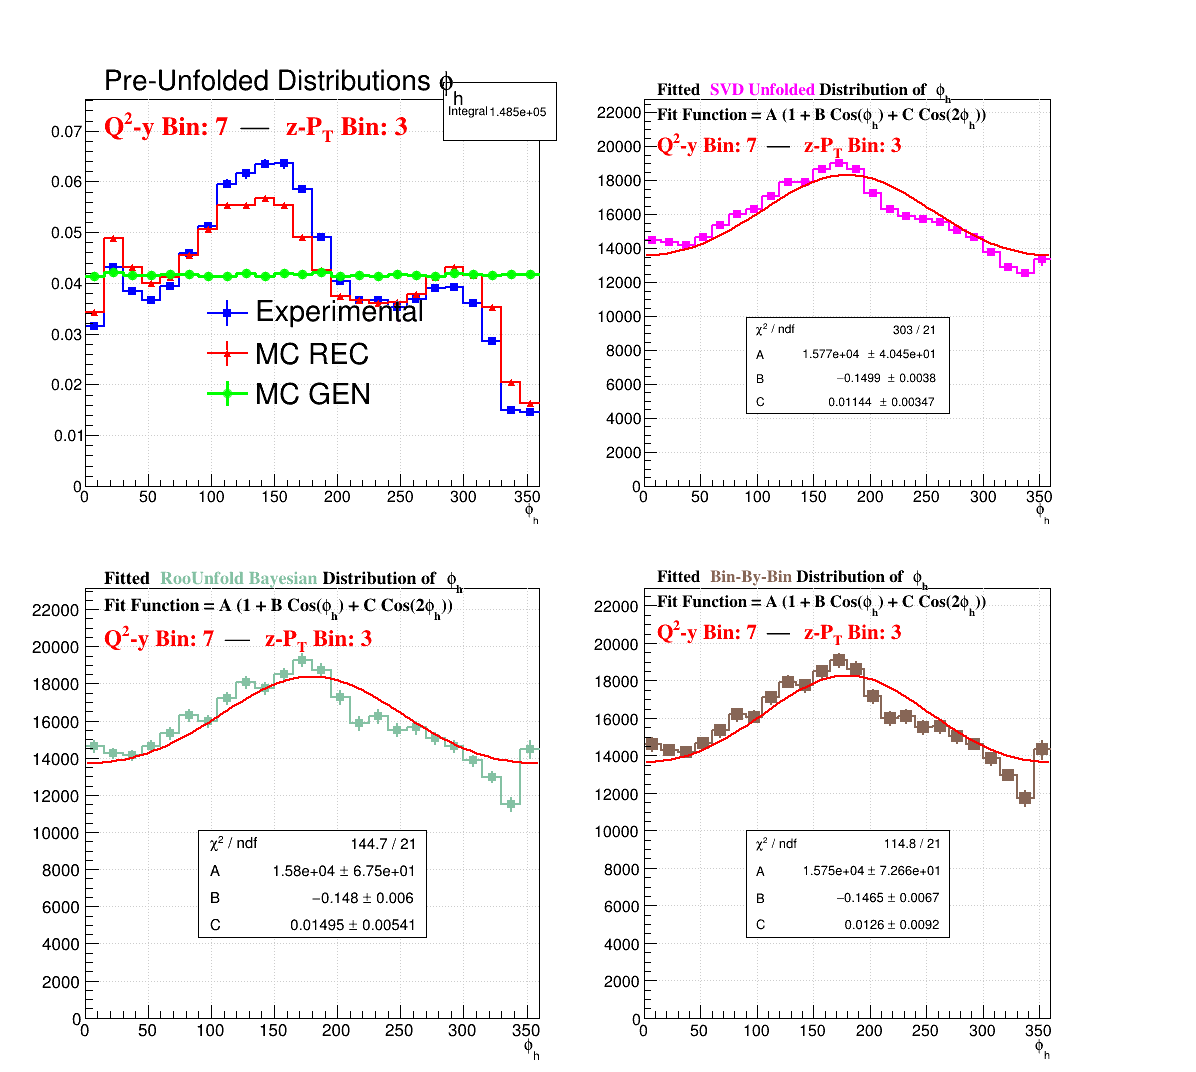 Pre-Unfolded Distributions ϕh
Integral 1.485e+05
Q²-y Bin: 7 — z-PT Bin: 3
0.07
0.06
0.05
0.04
0.03
0.02
0.01
0
Experimental
MC REC
MC GEN
0 50 100 150 200 250 300 350
ϕh
Fitted SVD Unfolded Distribution of ϕh
Fit Function = A (1 + B Cos(ϕh) + C Cos(2ϕh))
Q²-y Bin: 7 — z-PT Bin: 3
22000
20000
18000
16000
14000
12000
10000
8000
6000
4000
2000
0
χ² / ndf 303 / 21
A 1.577e+04 ± 4.045e+01
B −0.1499 ± 0.0038
C 0.01144 ± 0.00347
0 50 100 150 200 250 300 350
ϕh
Fitted RooUnfold Bayesian Distribution of ϕh
Fit Function = A (1 + B Cos(ϕh) + C Cos(2ϕh))
Q²-y Bin: 7 — z-PT Bin: 3
22000
20000
18000
16000
14000
12000
10000
8000
6000
4000
2000
0
χ² / ndf 144.7 / 21
A 1.58e+04 ± 6.75e+01
B −0.148 ± 0.006
C 0.01495 ± 0.00541
0 50 100 150 200 250 300 350
ϕh
Fitted Bin-By-Bin Distribution of ϕh
Fit Function = A (1 + B Cos(ϕh) + C Cos(2ϕh))
Q²-y Bin: 7 — z-PT Bin: 3
22000
20000
18000
16000
14000
12000
10000
8000
6000
4000
2000
0
χ² / ndf 114.8 / 21
A 1.575e+04 ± 7.266e+01
B −0.1465 ± 0.0067
C 0.0126 ± 0.0092
0 50 100 150 200 250 300 350
ϕh